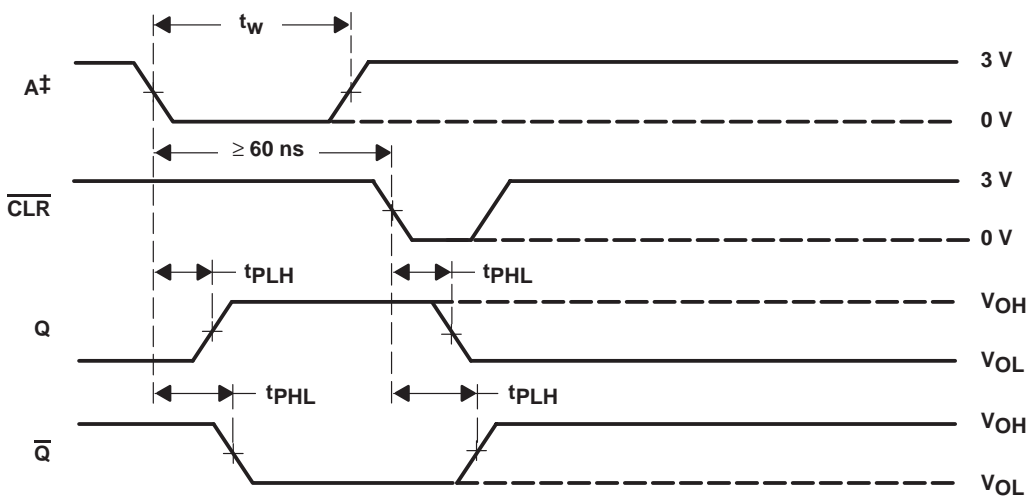 tw
A‡
3 V
0 V
≥ 60 ns
CLR
3 V
0 V
tPLH
tPHL
Q
VOH
VOL
tPHL
tPLH
Q
VOH
VOL